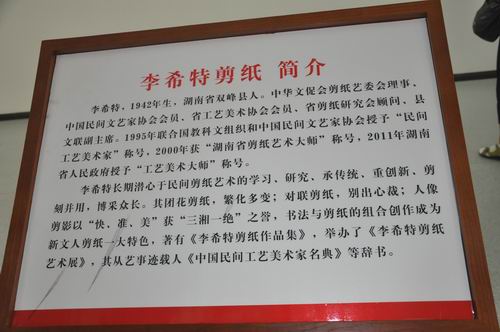 李希特剪纸 简介
李希特，1942年生，湖南省双峰县人。中华文促会剪纸艺委会理事、
中国民间文艺家协会会员、省工艺美术协会会员、省剪纸研究会顾问、县
文联副主席。1995年联合国教科文组织和中国民间文艺家协会授予“民间
工艺美术家”称号，2000年获“湖南省剪纸艺术大师”称号，2011年湖南
省人民政府授予“工艺美术大师”称号。
李希特长期潜心于民间剪纸艺术的学习、研究、承传统、重创新、剪
刻并用，博采众长。其团花剪纸，繁化多变；对联剪纸，别出心裁；人像
剪影以“快、准、美”获“三湘一绝”之誉，书法与剪纸的组合创作成为
新文人剪纸一大特色，著有《李希特剪纸作品集》，举办了《李希特剪纸
艺术展》，其从艺事迹载人《中国民间工艺美术家名典》等辞书。